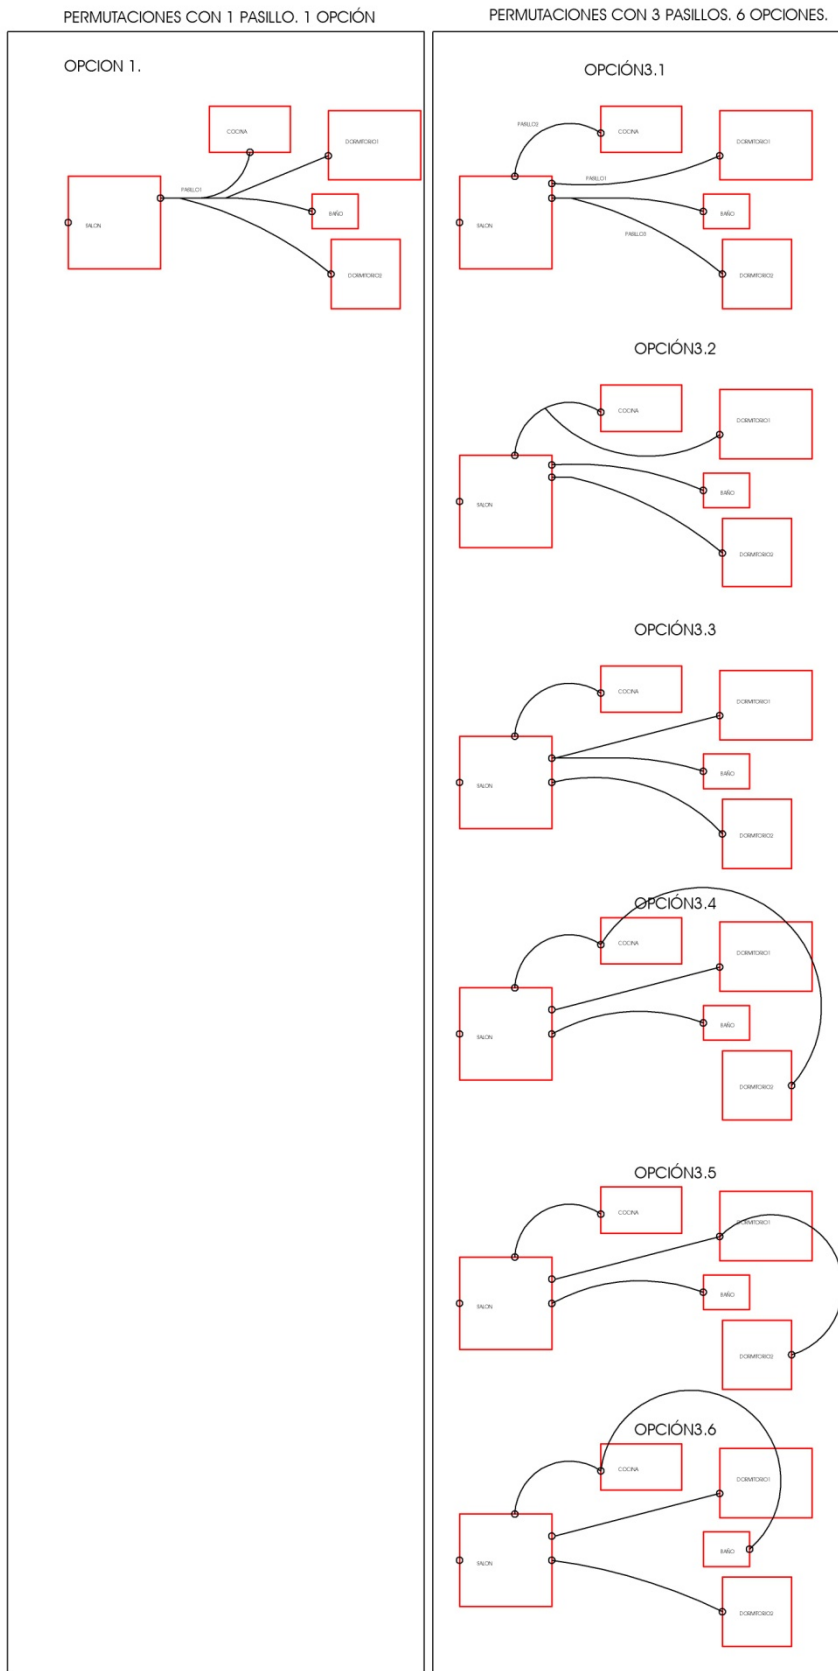 PERMUTACIONES CON 1 PASILLO. 1 OPCIÓN
OPCION 1.
COCINA
DORMITORIO1
PASILLO1
BAÑO
SALON
DORMITORIO2
PERMUTACIONES CON 3 PASILLOS. 6 OPCIONES.
OPCIÓN3.1
PASILLO2
COCINA
DORMITORIO1
PASILLO1
BAÑO
SALON
PASILLO3
DORMITORIO2
OPCIÓN3.2
COCINA
DORMITORIO1
BAÑO
SALON
DORMITORIO2
OPCIÓN3.3
COCINA
DORMITORIO1
BAÑO
SALON
DORMITORIO2
OPCIÓN3.4
COCINA
DORMITORIO1
BAÑO
SALON
DORMITORIO2
OPCIÓN3.5
COCINA
DORMITORIO1
BAÑO
SALON
DORMITORIO2
OPCIÓN3.6
COCINA
DORMITORIO1
BAÑO
SALON
DORMITORIO2